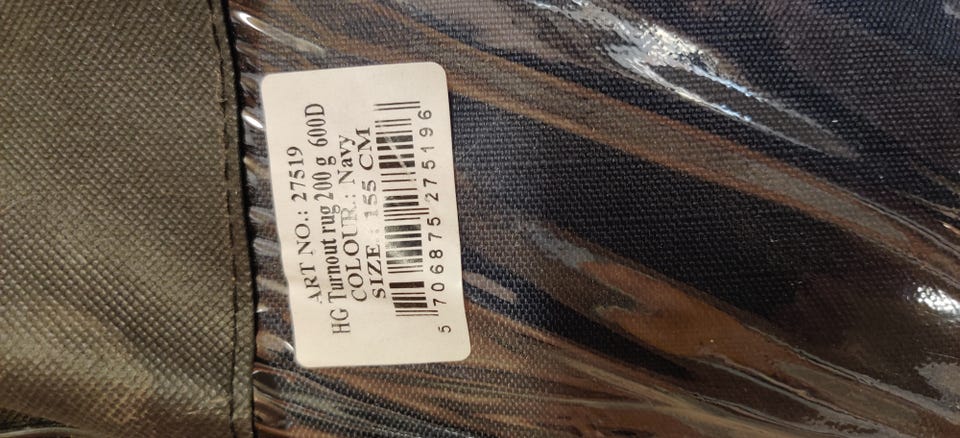 ART NO.: 27519
HG Turnout rug 200 g 600D
COLOUR.: Navy
SIZE : 155 CM
5 706875 275196